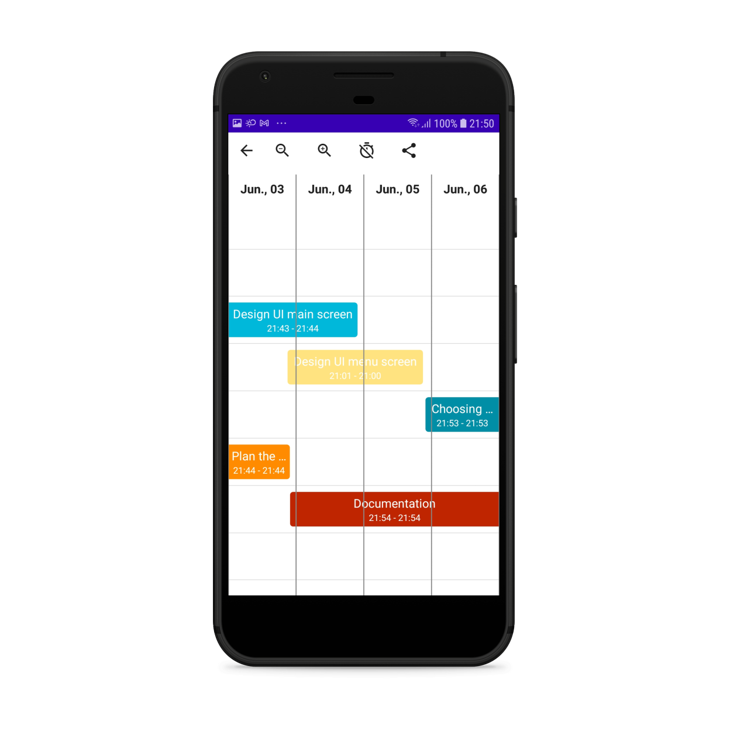 100% 21:50
Jun., 03 Jun., 04 Jun., 05 Jun., 06
Design UI main screen
21:43 - 21:44
Design UI menu screen
21:01 - 21:00
Choosing ...
21:53 - 21:53
Plan the ...
21:44 - 21:44
Documentation
21:54 - 21:54